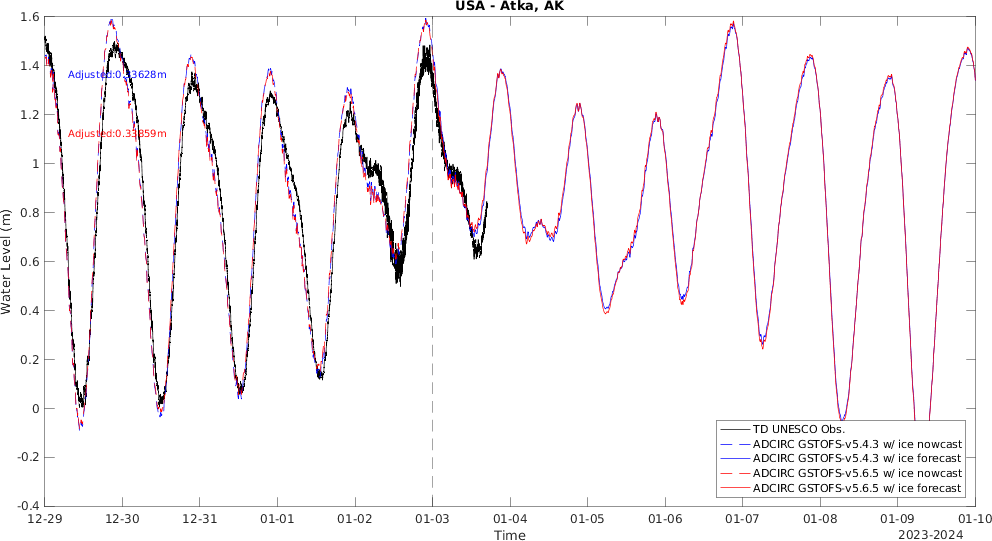 USA - Atka, AK
1.6
1.4
1.2
1
0.8
0.6
0.4
0.2
0
-0.2
-0.4
Water Level (m)
Adjusted:0.33628m
Adjusted:0.33859m
TD UNESCO Obs.
ADCIRC GSTOFS-v5.4.3 w/ ice nowcast
ADCIRC GSTOFS-v5.4.3 w/ ice forecast
ADCIRC GSTOFS-v5.6.5 w/ ice nowcast
ADCIRC GSTOFS-v5.6.5 w/ ice forecast
12-29 12-30 12-31 01-01 01-02 01-03 01-04 01-05 01-06 01-07 01-08 01-09 01-10
Time
2023-2024